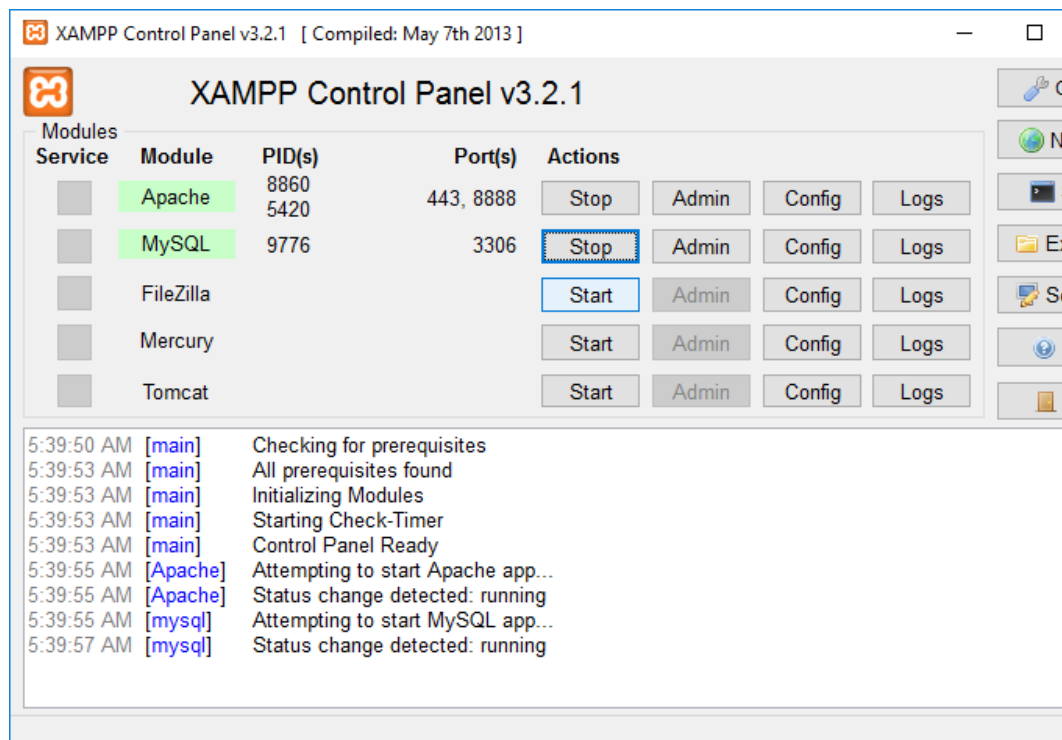 XAMPP Control Panel v3.2.1 [ Compiled: May 7th 2013 ]
XAMPP Control Panel v3.2.1
Modules
Service Module PID(s) Port(s) Actions
Apache 8860 5420 443, 8888 Stop Admin Config Logs
MySQL 9776 3306 Stop Admin Config Logs
FileZilla Start Admin Config Logs
Mercury Start Admin Config Logs
Tomcat Start Admin Config Logs
5:39:50 AM [main] Checking for prerequisites
5:39:53 AM [main] All prerequisites found
5:39:53 AM [main] Initializing Modules
5:39:53 AM [main] Starting Check-Timer
5:39:53 AM [main] Control Panel Ready
5:39:55 AM [Apache] Attempting to start Apache app...
5:39:55 AM [Apache] Status change detected: running
5:39:55 AM [mysql] Attempting to start MySQL app...
5:39:57 AM [mysql] Status change detected: running